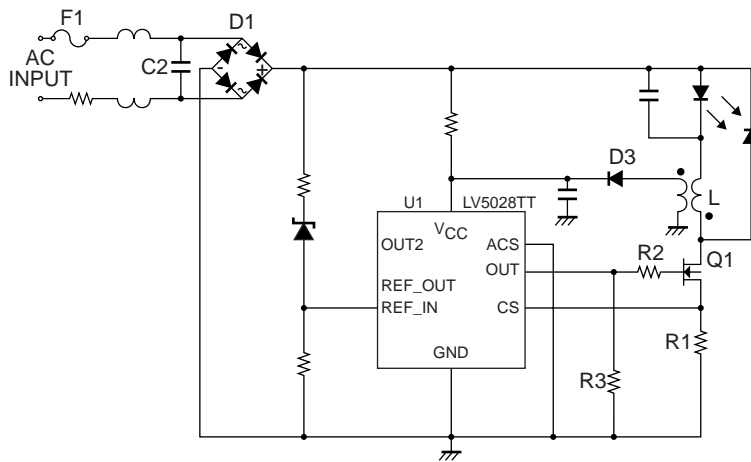 F1
D1
AC
INPUT
C2
~
-
+
~
D3
L
U1
LV5028TT
VCC
OUT2
ACS
R2
Q1
OUT
REF_OUT
REF_IN
CS
R1
GND
R3